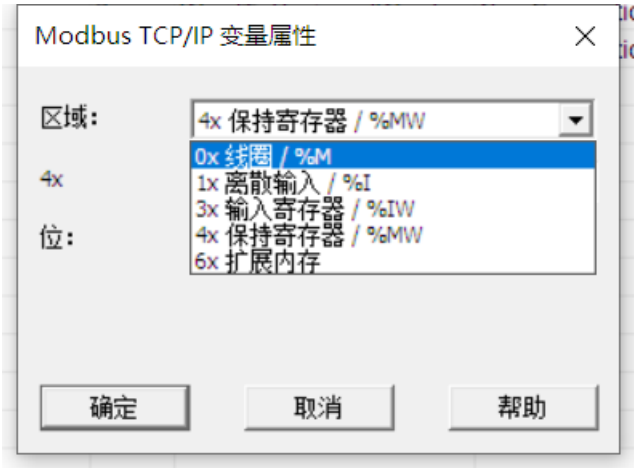 Modbus TCP/IP 变量属性
区域: 4x 保持寄存器 / %MW
0x 线圈 / %M
1x 离散输入 / %I
4x
3x 输入寄存器 / %IW
位: 4x 保持寄存器 / %MW
6x 扩展内存
确定 取消 帮助